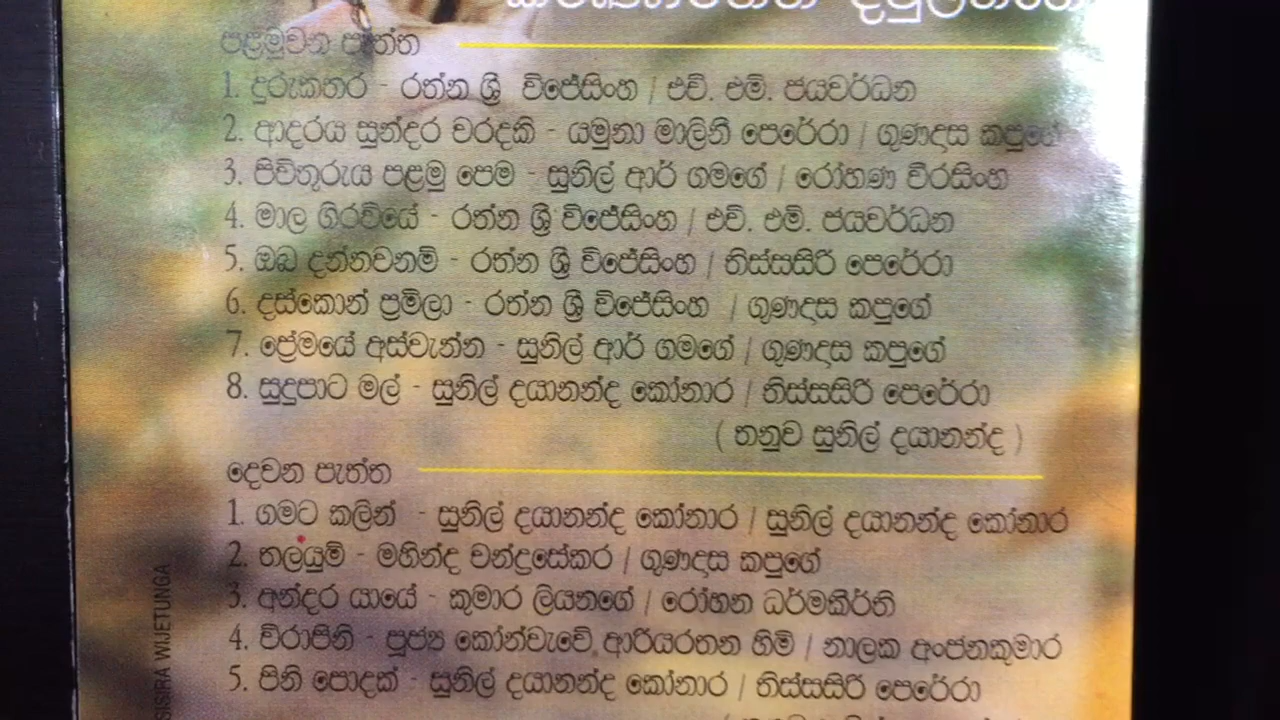 පළමුවන පැත්ත
1. දුරුකතර - රත්න ශ්‍රී විජේසිංහ / එච්. එම්. ජයවර්ධන
2. ආදරය සුන්දර වරදකි - යමුනා මාලිනී පෙරේරා / ගුණදාස කපුගේ
3. පිවිතුරුය පළමු පෙම - සුනිල් ආර් ගමගේ / රෝහණ වීරසිංහ
4. මාල ගිරවියේ - රත්න ශ්‍රී විජේසිංහ / එච්. එම්. ජයවර්ධන
5. ඔබ දන්නවනම් - රත්න ශ්‍රී විජේසිංහ / තිස්සසිරි පෙරේරා
6. දස්කොන් ප්‍රමිලා - රත්න ශ්‍රී විජේසිංහ / ගුණදාස කපුගේ
7. ප්‍රේමයේ අස්වැන්න - සුනිල් ආර් ගමගේ / ගුණදාස කපුගේ
8. සුදුපාට මල් - සුනිල් දයානන්ද කෝනාර / තිස්සසිරි පෙරේරා
( තනුව සුනිල් දයානන්ද )
දෙවන පැත්ත
1. ගමට කලින් - සුනිල් දයානන්ද කෝනාර / සුනිල් දයානන්ද කෝනාර
2. තලයුම් - මහින්ද චන්ද්‍රසේකර / ගුණදාස කපුගේ
3. අන්දර යායේ - කුමාර ලියනගේ / රෝහන ධර්මකීර්ති
4. විරාජිනි - පූජ්‍ය කෝන්වැවේ ආරියරතන හිමි / නාලක අංජනකුමාර
5. පිනි පොදක් - සුනිල් දයානන්ද කෝනාර / තිස්සසිරි පෙරේරා
SISIRA WIJETUNGA